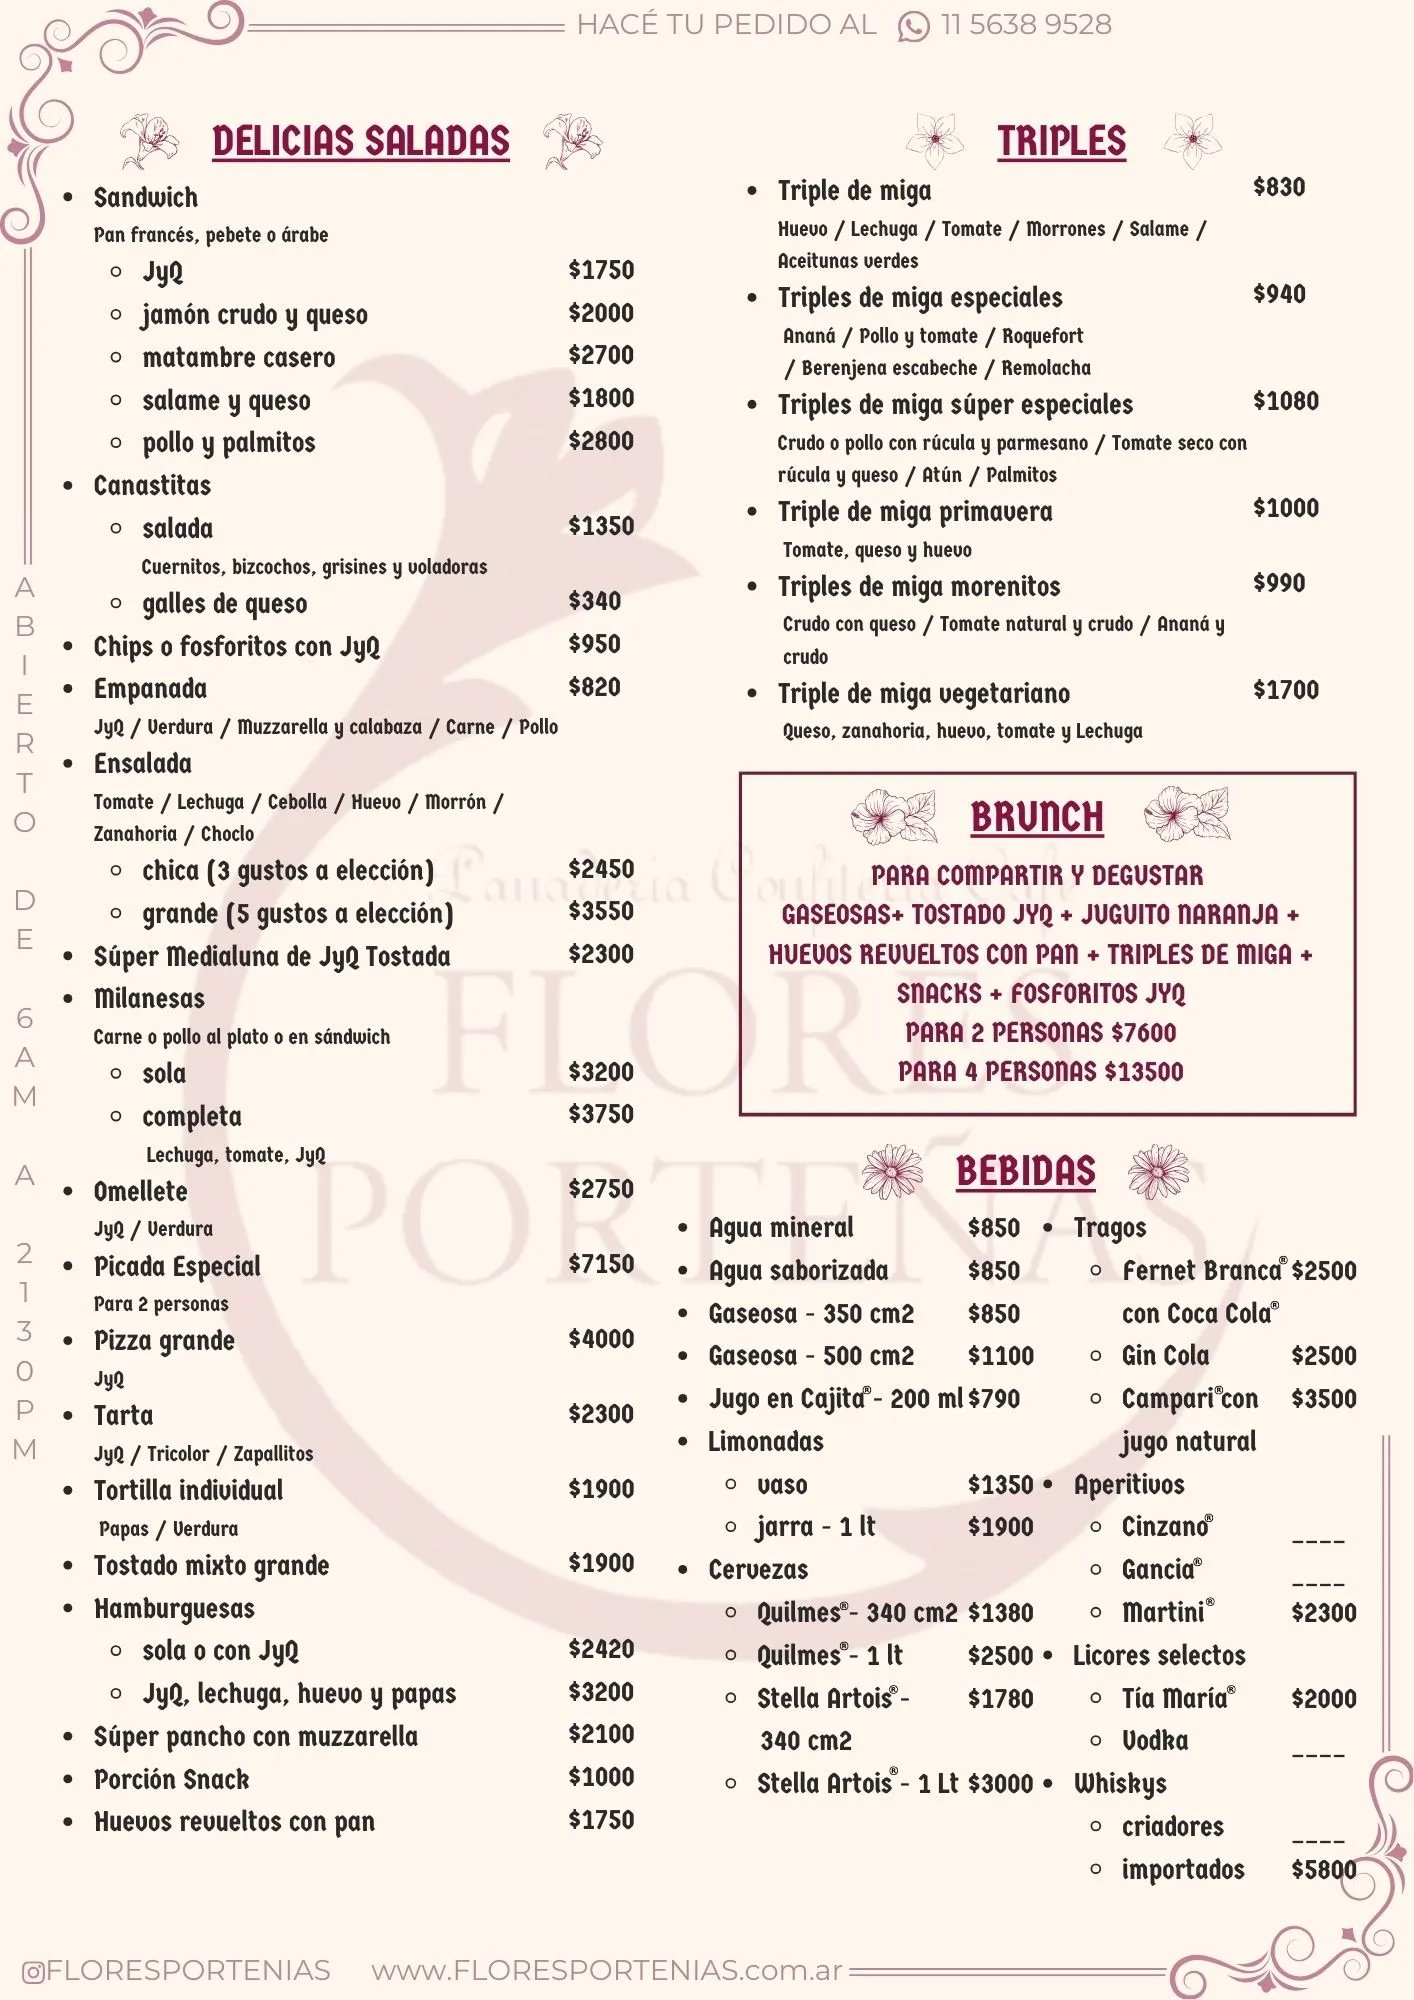 HACÉ TU PEDIDO AL 11 5638 9528
DELICIAS SALADAS
• Sandwich
Pan francés, pebete o árabe
JyQ $1750
jamón crudo y queso $2000
matambre casero $2700
salame y queso $1800
pollo y palmitos $2800
• Canastitas
salada $1350
Cuernitos, bizcochos, grisines y voladoras
galles de queso $340
• Chips o fosforitos con JyQ $950
• Empanada $820
JyQ / Verdura / Muzzarella y calabaza / Carne / Pollo
• Ensalada
Tomate / Lechuga / Cebolla / Huevo / Morrón /
Zanahoria / Choclo
chica (3 gustos a elección) $2450
grande (5 gustos a elección) $3550
• Súper Medialuna de JyQ Tostada $2300
• Milanesas
Carne o pollo al plato o en sándwich
sola $3200
completa $3750
Lechuga, tomate, JyQ
• Omellete $2750
JyQ / Verdura
• Picada Especial $7150
Para 2 personas
• Pizza grande $4000
JyQ
• Tarta $2300
JyQ / Tricolor / Zapallitos
• Tortilla individual $1900
Papas / Verdura
• Tostado mixto grande $1900
• Hamburguesas
sola o con JyQ $2420
JyQ, lechuga, huevo y papas $3200
• Súper pancho con muzzarella $2100
• Porción Snack $1000
• Huevos revueltos con pan $1750
TRIPLES
• Triple de miga $830
Huevo / Lechuga / Tomate / Morrones / Salame /
Aceitunas verdes
• Triples de miga especiales $940
Ananá / Pollo y tomate / Roquefort
/ Berenjena escabeche / Remolacha
• Triples de miga súper especiales $1080
Crudo o pollo con rúcula y parmesano / Tomate seco con
rúcula y queso / Atún / Palmitos
• Triple de miga primavera $1000
Tomate, queso y huevo
• Triples de miga morenitos $990
Crudo con queso / Tomate natural y crudo / Ananá y
crudo
• Triple de miga vegetariano $1700
Queso, zanahoria, huevo, tomate y Lechuga
BRUNCH
PARA COMPARTIR Y DEGUSTAR
GASEOSAS+ TOSTADO JYQ + JUGUITO NARANJA +
HUEVOS REVUELTOS CON PAN + TRIPLES DE MIGA +
SNACKS + FOSFORITOS JYQ
PARA 2 PERSONAS $7600
PARA 4 PERSONAS $13500
BEBIDAS
• Agua mineral $850
• Agua saborizada $850
• Gaseosa - 350 cm2 $850
• Gaseosa - 500 cm2 $1100
• Jugo en Cajita® - 200 ml $790
• Limonadas
vaso $1350
jarra - 1 lt $1900
• Cervezas
Quilmes® - 340 cm2 $1380
Quilmes® - 1 lt $2500
Stella Artois® - $1780
340 cm2
Stella Artois® - 1 Lt $3000
• Tragos
Fernet Branca® $2500
con Coca Cola®
Gin Cola $2500
Campari® con $3500
jugo natural
• Aperitivos
Cinzano® ____
Gancia® ____
Martini® $2300
• Licores selectos
Tía María® $2000
Vodka ____
• Whiskys
criadores ____
importados $5800
ABIERTO DE 6AM A 2130PM
Panaderia Confiteria Cafe
FLORES
PORTEÑAS
FLORESPORTENIAS www.FLORESPORTENIAS.com.ar